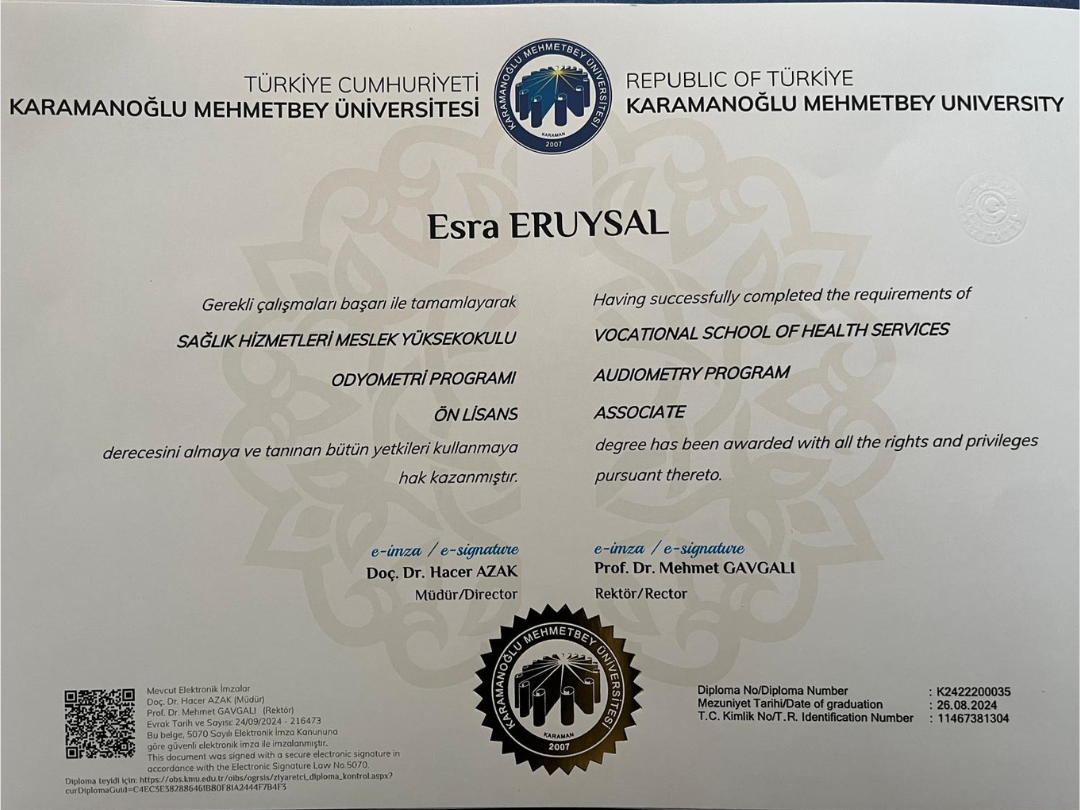 TÜRKİYE CUMHURİYETİ
KARAMANOĞLU MEHMETBEY ÜNİVERSİTESİ
KARAMANOĞLU MEHMETBEY ÜNİVERSİTESİ
KARAMAN
2007
REPUBLIC OF TÜRKİYE
KARAMANOĞLU MEHMETBEY UNIVERSITY
Esra ERUYSAL
Gerekli çalışmaları başarı ile tamamlayarak
SAĞLIK HİZMETLERİ MESLEK YÜKSEKOKULU
ODYOMETRİ PROGRAMI
ÖN LİSANS
derecesini almaya ve tanınan bütün yetkileri kullanmaya
hak kazanmıştır.
Having successfully completed the requirements of
VOCATIONAL SCHOOL OF HEALTH SERVICES
AUDIOMETRY PROGRAM
ASSOCIATE
degree has been awarded with all the rights and privileges
pursuant thereto.
e-imza / e-signature
Doç. Dr. Hacer AZAK
Müdür/Director
e-imza / e-signature
Prof. Dr. Mehmet GAVGALI
Rektör/Rector
KARAMANOĞLU MEHMETBEY ÜNİVERSİTESİ
KARAMAN
2007
Mevcut Elektronik İmzalar
Doç. Dr. Hacer AZAK (Müdür)
Prof. Dr. Mehmet GAVGALI (Rektör)
Evrak Tarih ve Sayısı: 24/09/2024 - 216473
Bu belge, 5070 Sayılı Elektronik İmza Kanununa
göre güvenli elektronik imza ile imzalanmıştır.
This document was signed with a secure electronic signature in
accordance with the Electronic Signature Law No:5070.
Diploma teyidi için: https://obs.kmu.edu.tr/oibs/ogrsis/ziyaretci_diploma_kontrol.aspx?
Diploma No/Diploma Number : K2422200035
Mezuniyet Tarihi/Date of graduation : 26.08.2024
T.C. Kimlik No/T.R. Identification Number : 11467381304